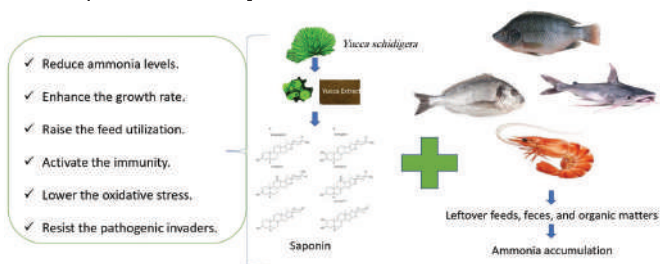 ✓ Reduce ammonia levels.
✓ Enhance the growth rate.
✓ Raise the feed utilization.
✓ Activate the immunity.
✓ Lower the oxidative stress.
✓ Resist the pathogenic invaders.
Yucca schidigera
Yucca Extract
Saponin
Leftover feeds, feces, and organic matters
Ammonia accumulation